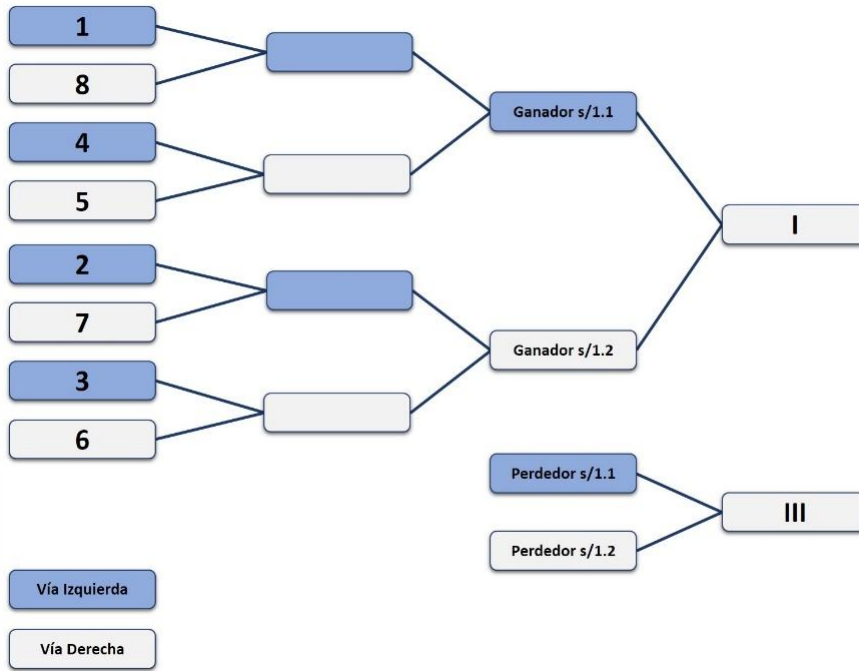 1
8
4
5
2
7
3
6
Ganador s/1.1
Ganador s/1.2
I
Perdedor s/1.1
Perdedor s/1.2
III
Vía Izquierda
Vía Derecha